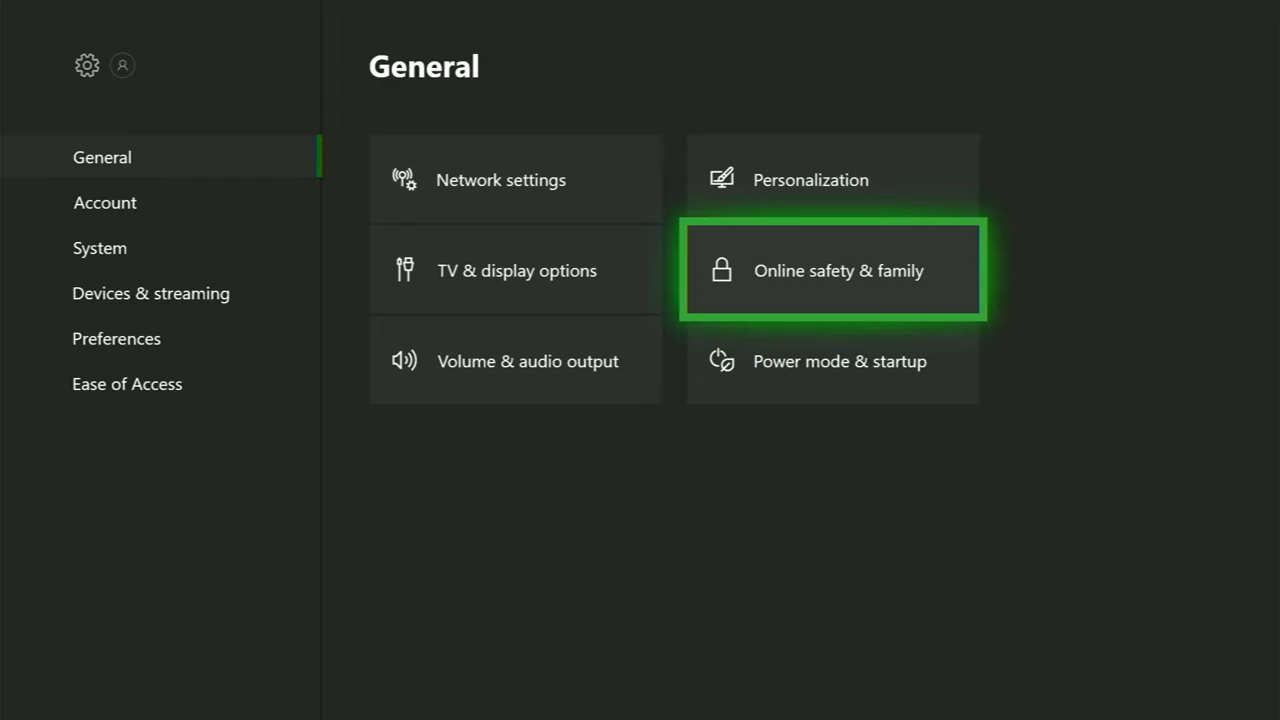 General
Account
System
Devices & streaming
Preferences
Ease of Access
General
Network settings
Personalization
TV & display options
Online safety & family
Volume & audio output
Power mode & startup